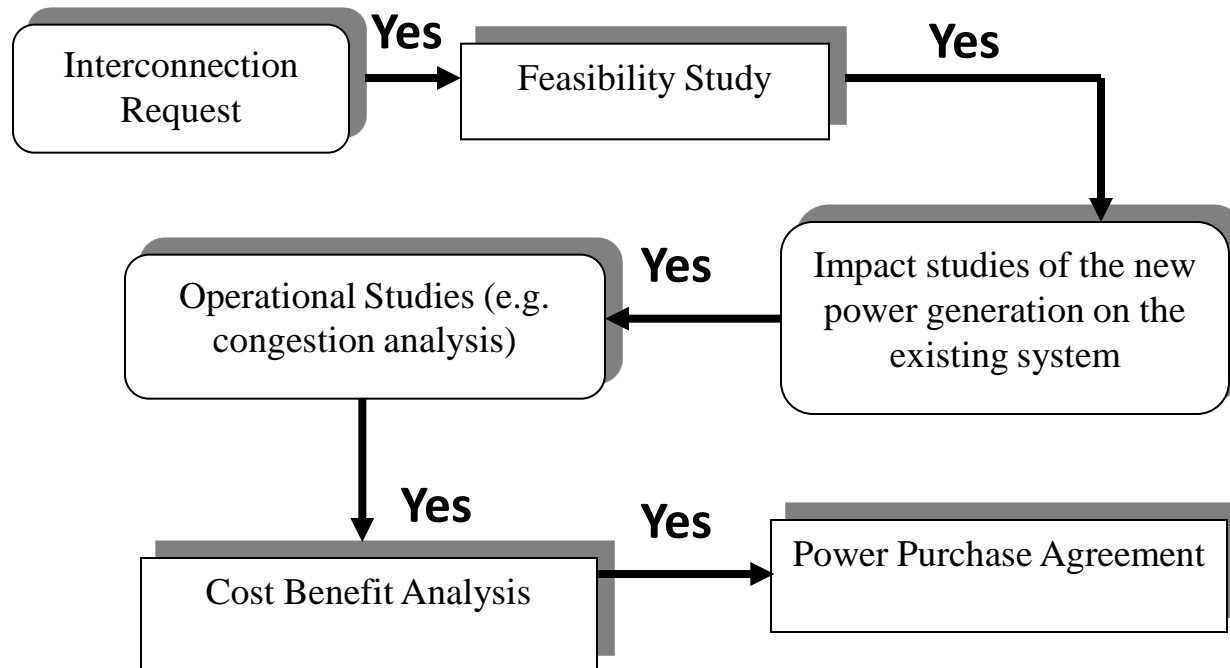 Interconnection
Request
Yes
Feasibility Study
Yes
Impact studies of the new
power generation on the
existing system
Yes
Operational Studies (e.g.
congestion analysis)
Yes
Cost Benefit Analysis
Yes
Power Purchase Agreement